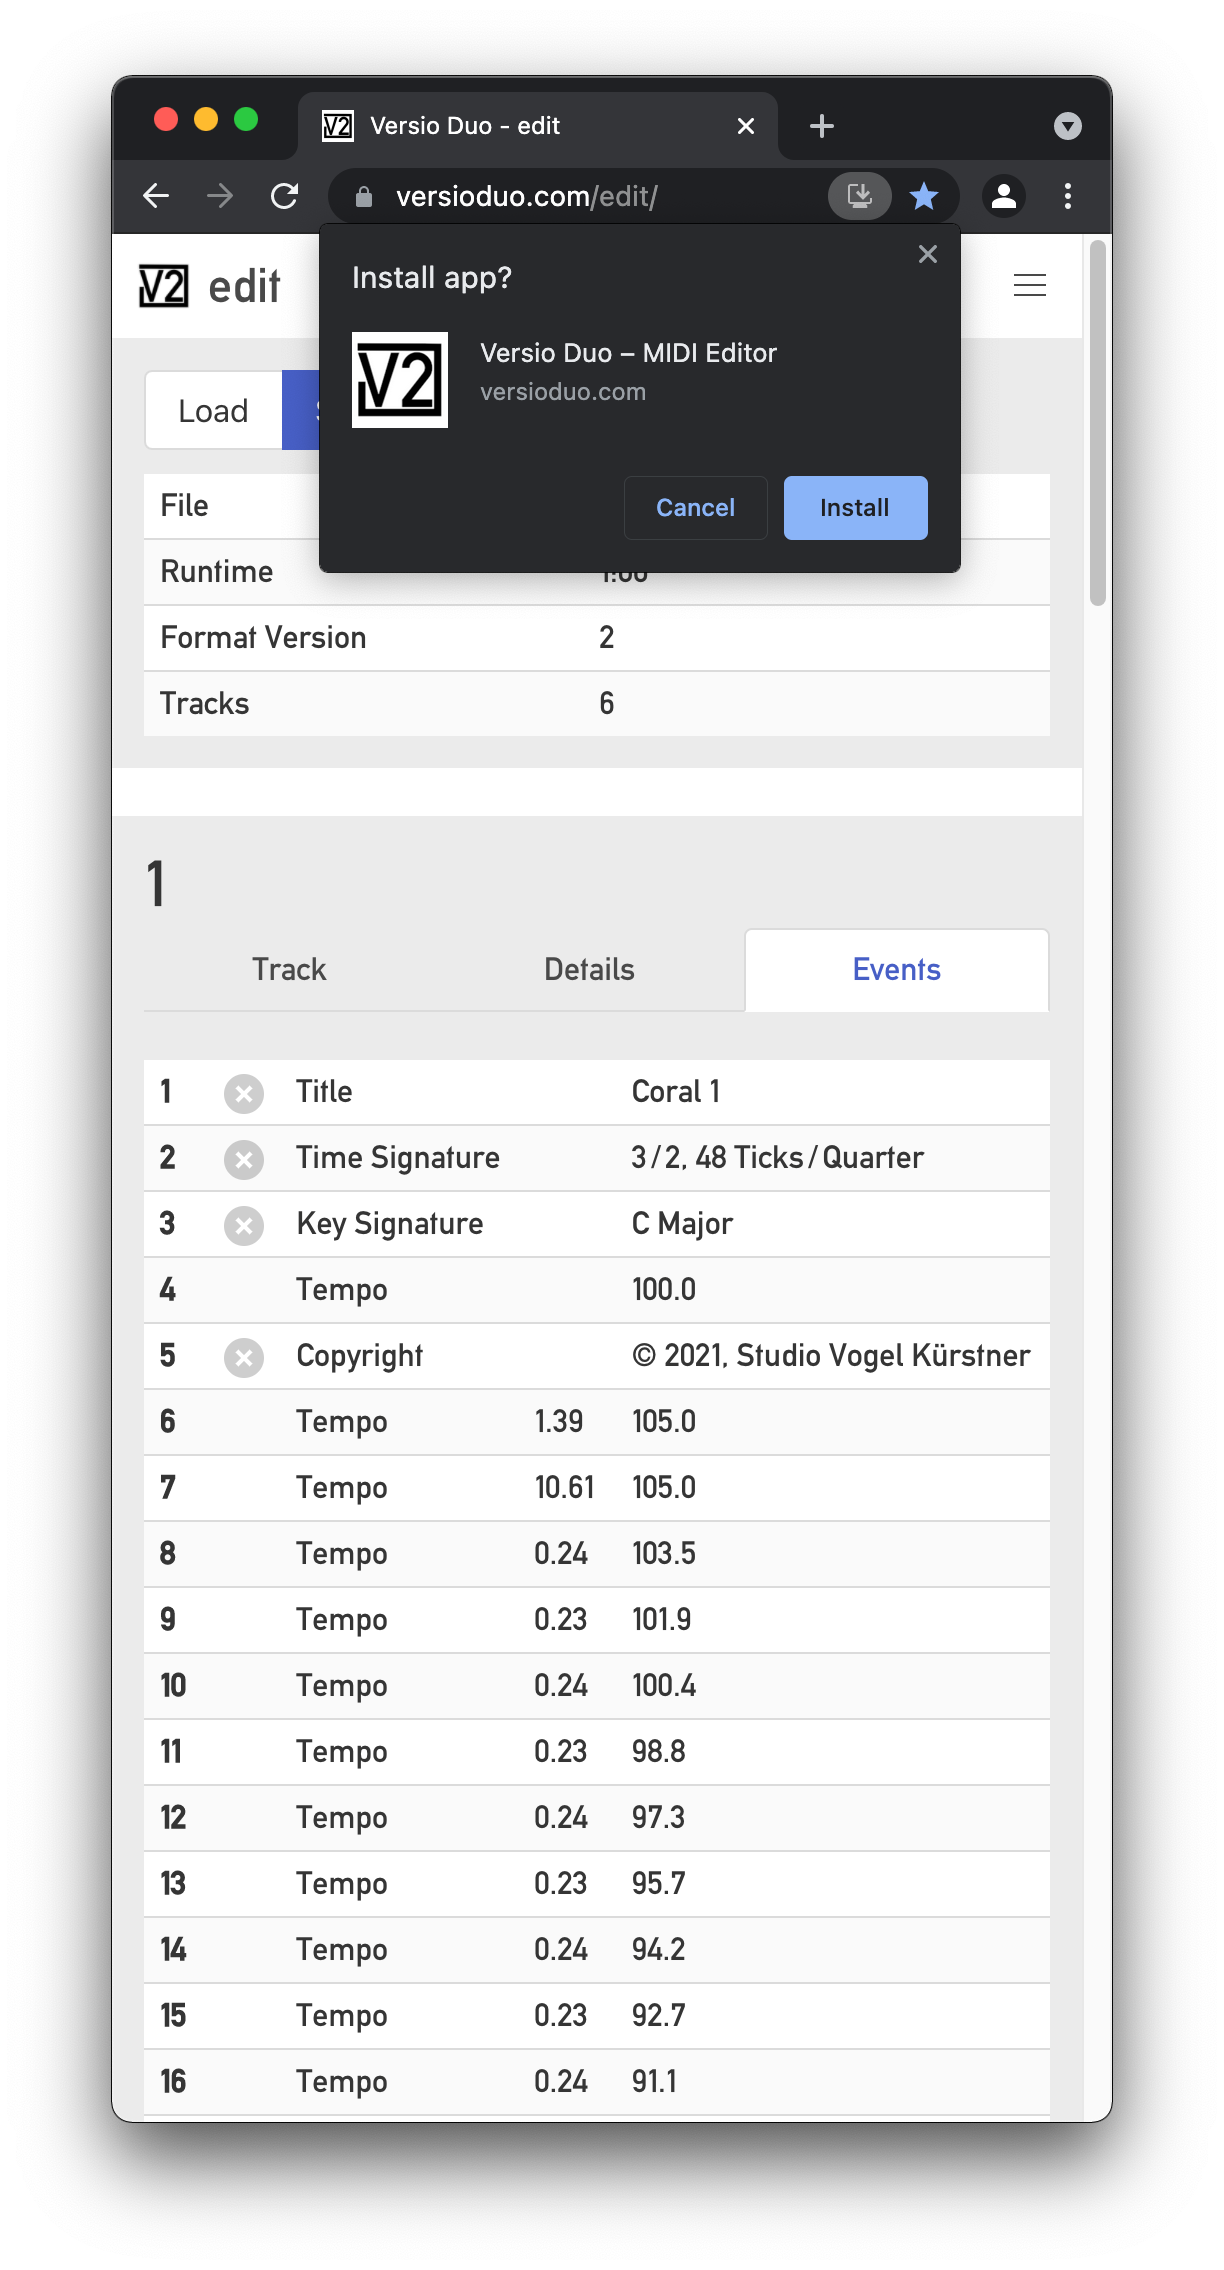 V2 Versio Duo - edit
versioduo.com/edit/
V2 edit
Install app?
V2 Versio Duo – MIDI Editor
versioduo.com
Cancel Install
Load
File
Runtime
Format Version 2
Tracks 6
1
Track Details Events
1 Title Coral 1
2 Time Signature 3/2, 48 Ticks/Quarter
3 Key Signature C Major
4 Tempo 100.0
5 Copyright © 2021, Studio Vogel Kürstner
6 Tempo 1.39 105.0
7 Tempo 10.61 105.0
8 Tempo 0.24 103.5
9 Tempo 0.23 101.9
10 Tempo 0.24 100.4
11 Tempo 0.23 98.8
12 Tempo 0.24 97.3
13 Tempo 0.23 95.7
14 Tempo 0.24 94.2
15 Tempo 0.23 92.7
16 Tempo 0.24 91.1